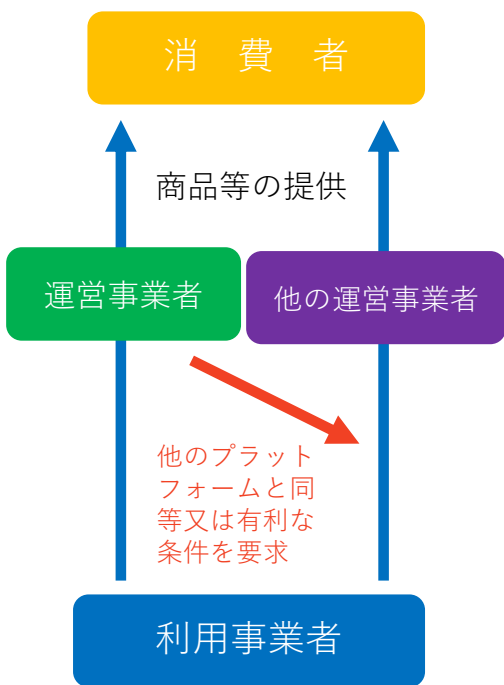 消　費　者
商品等の提供
運営事業者
他の運営事業者
他のプラット
フォームと同
等又は有利な
条件を要求
利用事業者